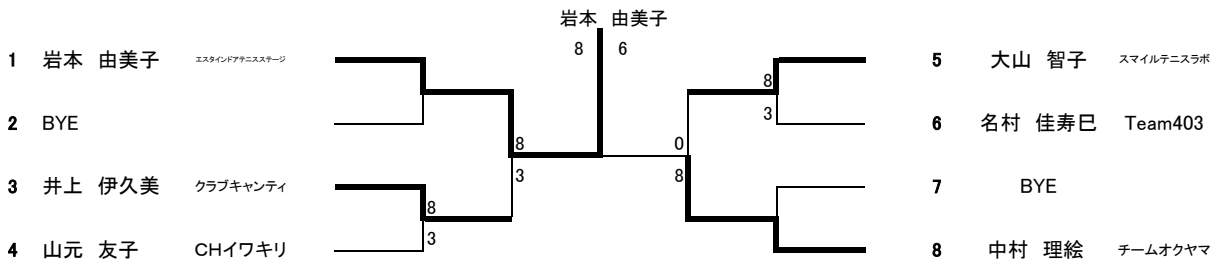 岩本 由美子
8 6
1 岩本 由美子 エスタインドアテニスステージ
2 BYE
3 井上 伊久美 クラブキャンティ
4 山元 友子 CHイワキリ
8
3
8
3
5 大山 智子 スマイルテニスラボ
6 名村 佳寿巳 Team403
7 BYE
8 中村 理絵 チームオクヤマ
8
3
0
8